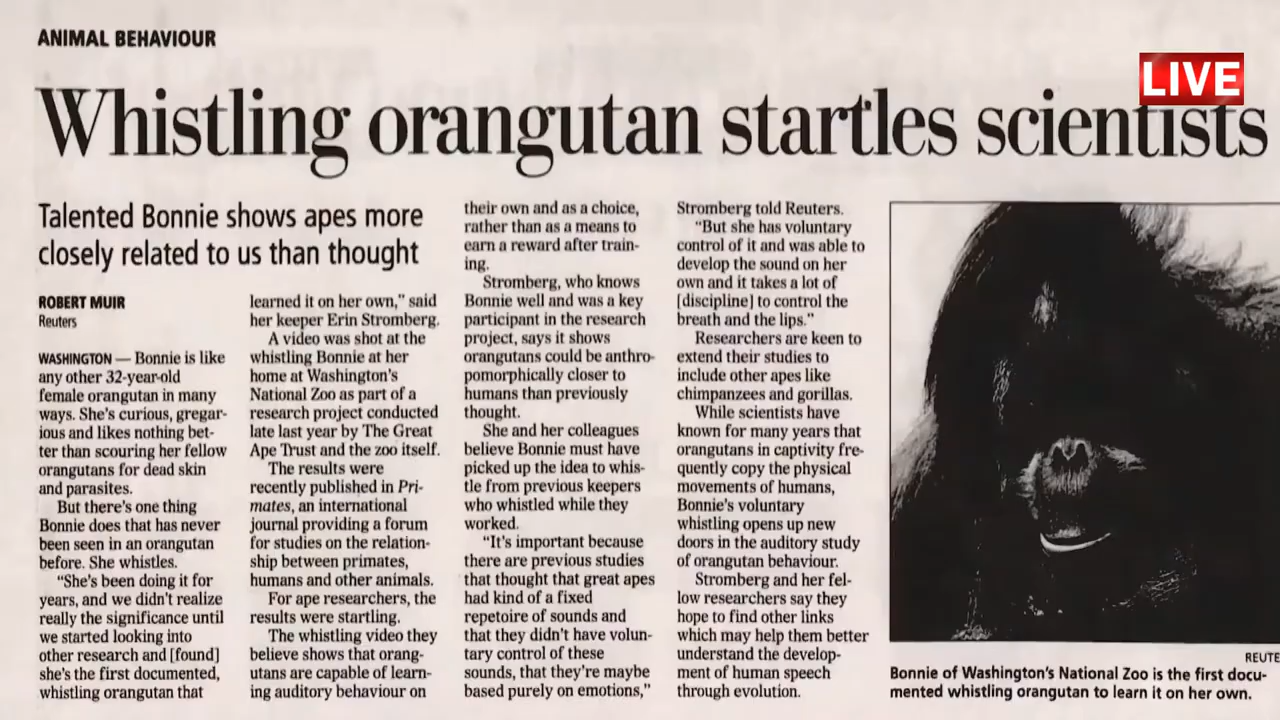 ANIMAL BEHAVIOUR
LIVE
Whistling orangutan startles scientists
Talented Bonnie shows apes more
closely related to us than thought
ROBERT MUIR
Reuters
WASHINGTON — Bonnie is like
any other 32-year-old
female orangutan in many
ways. She's curious, gregar-
ious and likes nothing bet-
ter than scouring her fellow
orangutans for dead skin
and parasites.
But there's one thing
Bonnie does that has never
been seen in an orangutan
before. She whistles.
"She's been doing it for
years, and we didn't realize
really the significance until
we started looking into
other research and [found]
she's the first documented,
whistling orangutan that
learned it on her own," said
her keeper Erin Stromberg.
A video was shot at the
whistling Bonnie at her
home at Washington's
National Zoo as part of a
research project conducted
late last year by The Great
Ape Trust and the zoo itself.
The results were
recently published in Pri-
mates, an international
journal providing a forum
for studies on the relation-
ship between primates,
humans and other animals.
For ape researchers, the
results were startling.
The whistling video they
believe shows that orang-
utans are capable of learn-
ing auditory behaviour on
their own and as a choice,
rather than as a means to
earn a reward after train-
ing.
Stromberg, who knows
Bonnie well and was a key
participant in the research
project, says it shows
orangutans could be anthro-
pomorphically closer to
humans than previously
thought.
She and her colleagues
believe Bonnie must have
picked up the idea to whis-
tle from previous keepers
who whistled while they
worked.
"It's important because
there are previous studies
that thought that great apes
had kind of a fixed
repetoire of sounds and
that they didn't have volun-
tary control of these
sounds, that they're maybe
based purely on emotions,"
Stromberg told Reuters.
"But she has voluntary
control of it and was able to
develop the sound on her
own and it takes a lot of
[discipline] to control the
breath and the lips."
Researchers are keen to
extend their studies to
include other apes like
chimpanzees and gorillas.
While scientists have
known for many years that
orangutans in captivity fre-
quently copy the physical
movements of humans,
Bonnie's voluntary
whistling opens up new
doors in the auditory study
of orangutan behaviour.
Stromberg and her fel-
low researchers say they
hope to find other links
which may help them better
understand the develop-
ment of human speech
through evolution.
REUTE
Bonnie of Washington's National Zoo is the first docu-
mented whistling orangutan to learn it on her own.